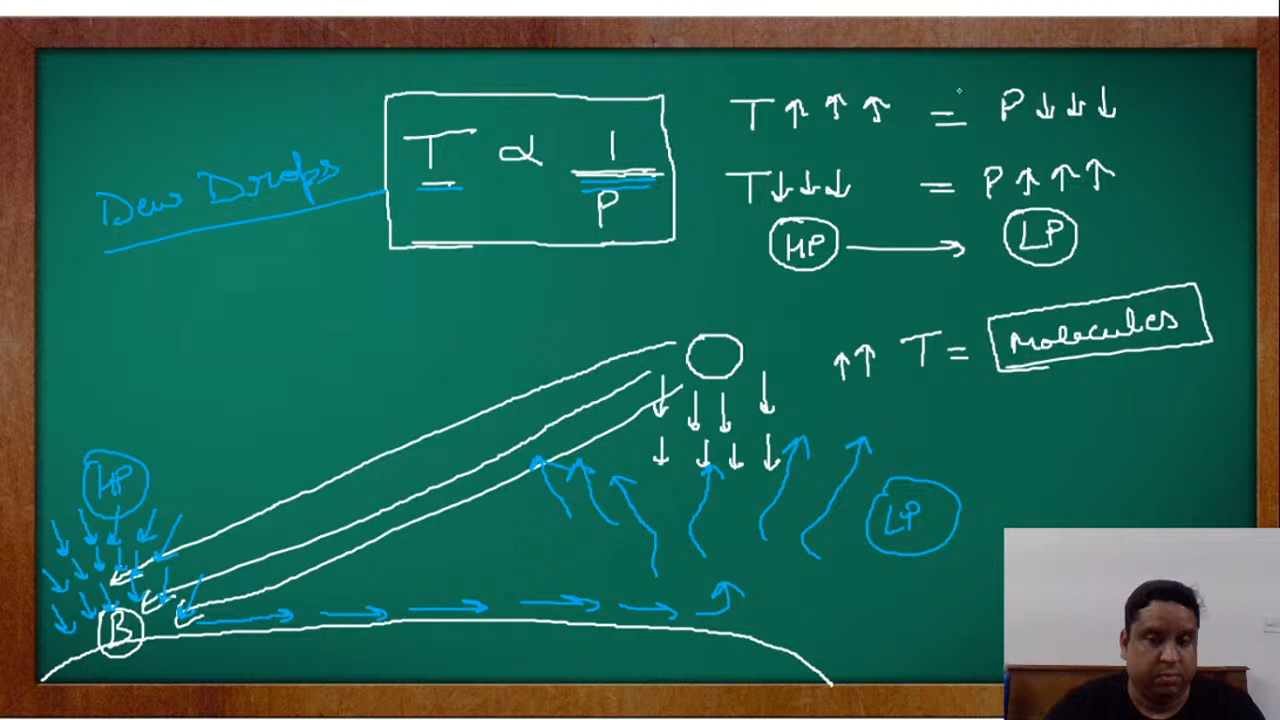 T ↑ ↑ ↑ = P ↓ ↓ ↓
Dew Drops
T ∝ 1/P
T ↓ ↓ ↓ = P ↑ ↑ ↑
HP → LP
↑↑ T = Molecules
HP
LP
B